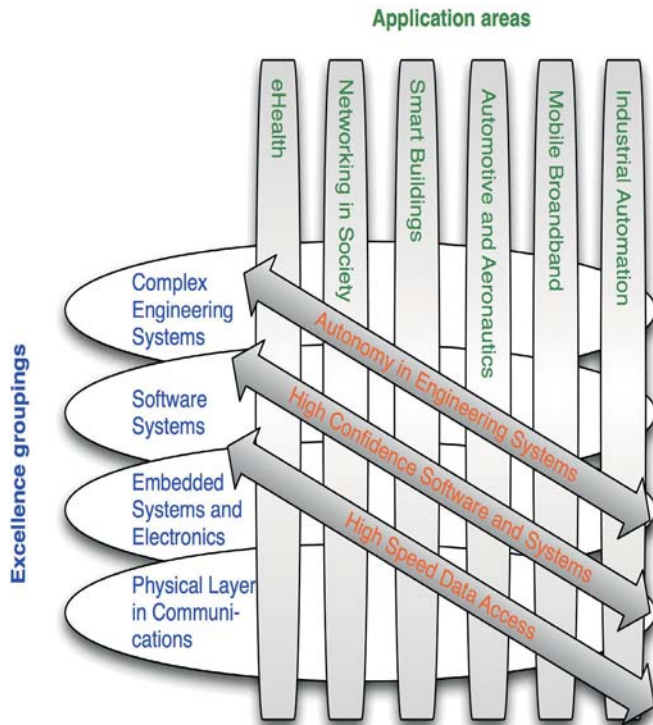 Application areas
eHealth
Networking in Society
Smart Buildings
Automotive and Aeronautics
Mobile Broandband
Industrial Automation
Excellence groupings
Complex
Engineering
Systems
Software
Systems
Embedded
Systems and
Electronics
Physical Layer
in Communi-
cations
Autonomy in Engineering Systems
High Confidence Software and Systems
High Speed Data Access